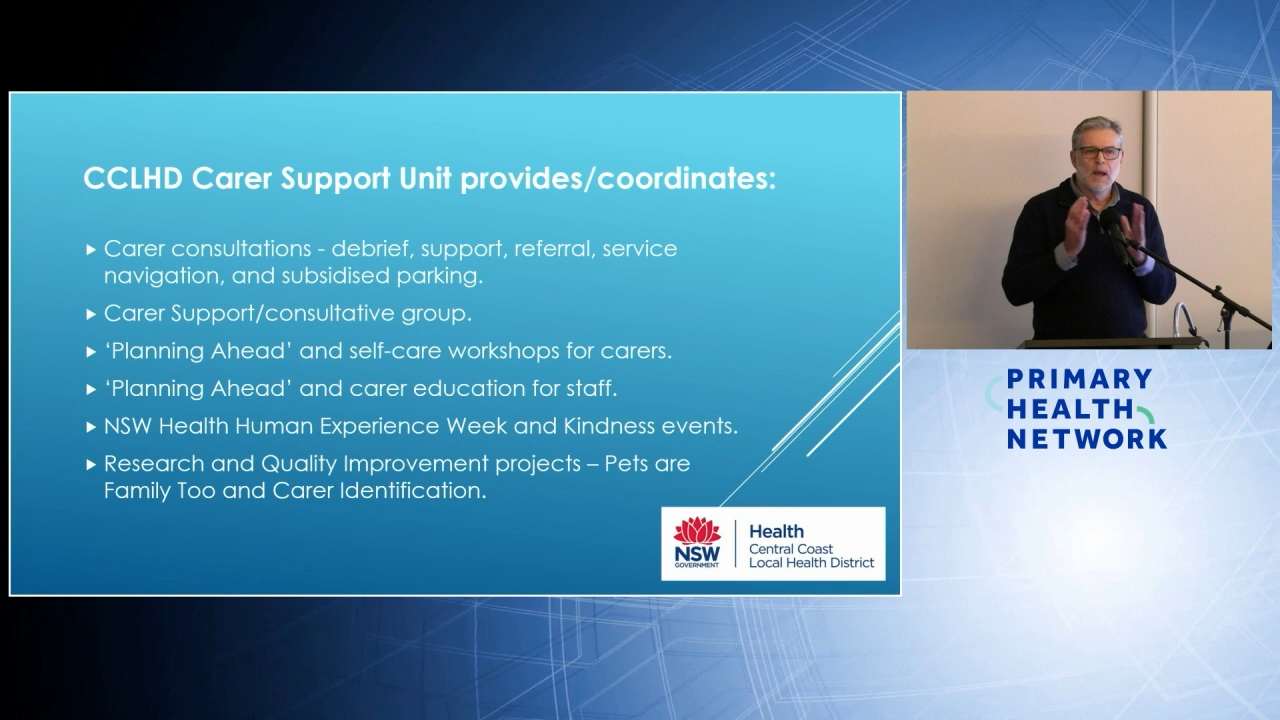 CCLHD Carer Support Unit provides/coordinates:
Carer consultations - debrief, support, referral, service
navigation, and subsidised parking.
Carer Support/consultative group.
‘Planning Ahead’ and self-care workshops for carers.
‘Planning Ahead’ and carer education for staff.
NSW Health Human Experience Week and Kindness events.
Research and Quality Improvement projects – Pets are
Family Too and Carer Identification.
NSW
GOVERNMENT
Health
Central Coast
Local Health District
PRIMARY
HEALTH
NETWORK